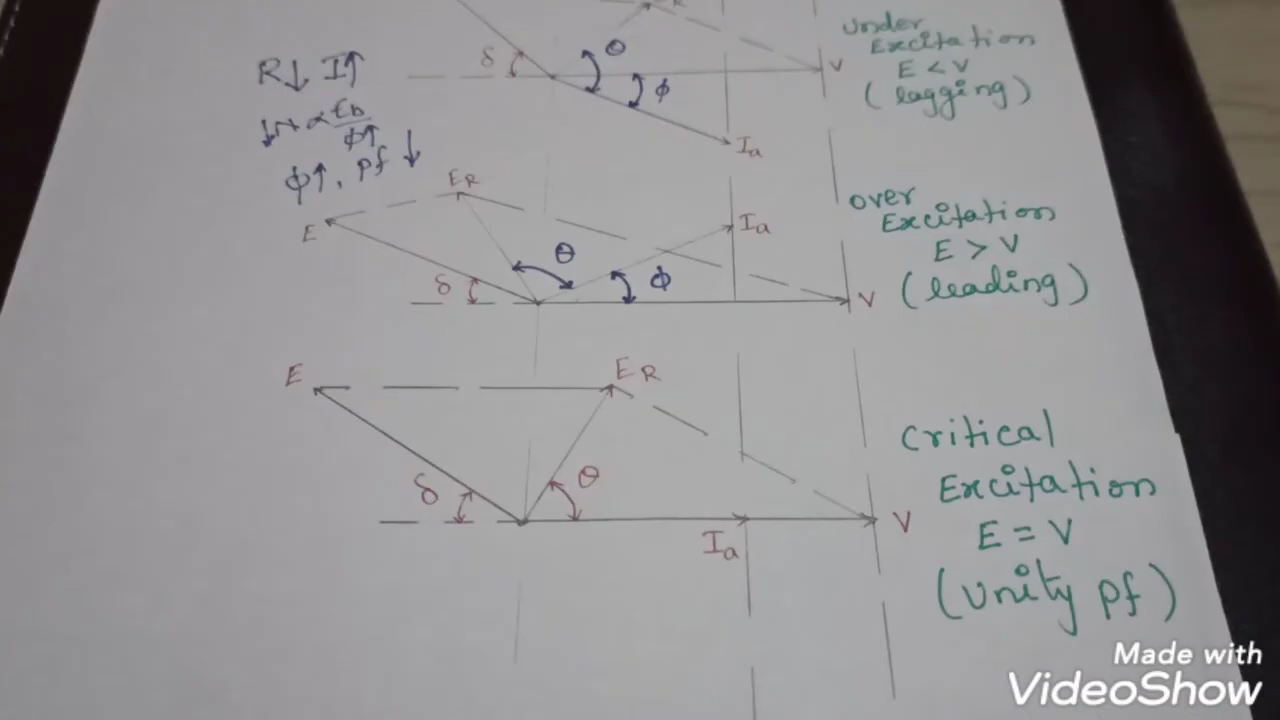 under
Excitation
E < V
(lagging)
δ
θ
ϕ
V
Ia
R↓ I↑
↓N ∝ Eb/ϕ↑
ϕ↑, pf ↓
over
Excitation
E > V
(leading)
ER
E
δ
θ
ϕ
Ia
V
Critical
Excitation
E = V
(Unity pf)
E
ER
δ
θ
Ia
V
Made with
VideoShow